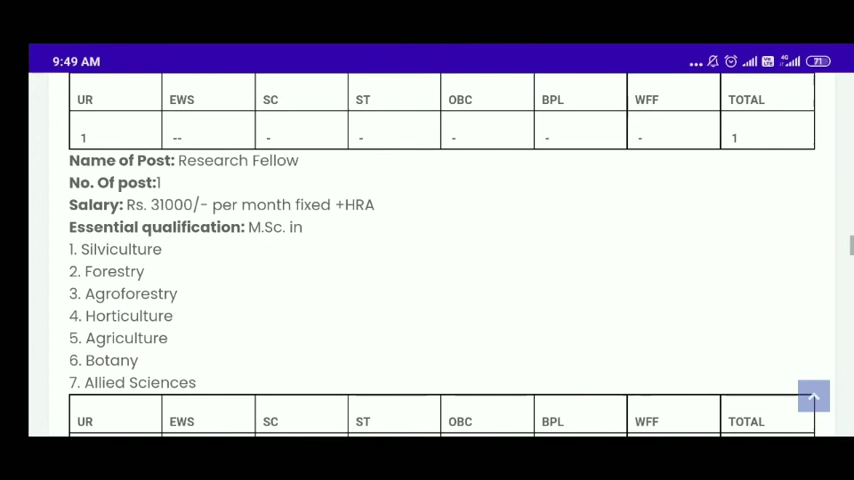 9:49 AM
4G 71
UR EWS SC ST OBC BPL WFF TOTAL
1 -- - - - - - 1
Name of Post: Research Fellow
No. Of post:1
Salary: Rs. 31000/- per month fixed +HRA
Essential qualification: M.Sc. in
1. Silviculture
2. Forestry
3. Agroforestry
4. Horticulture
5. Agriculture
6. Botany
7. Allied Sciences
UR EWS SC ST OBC BPL WFF TOTAL